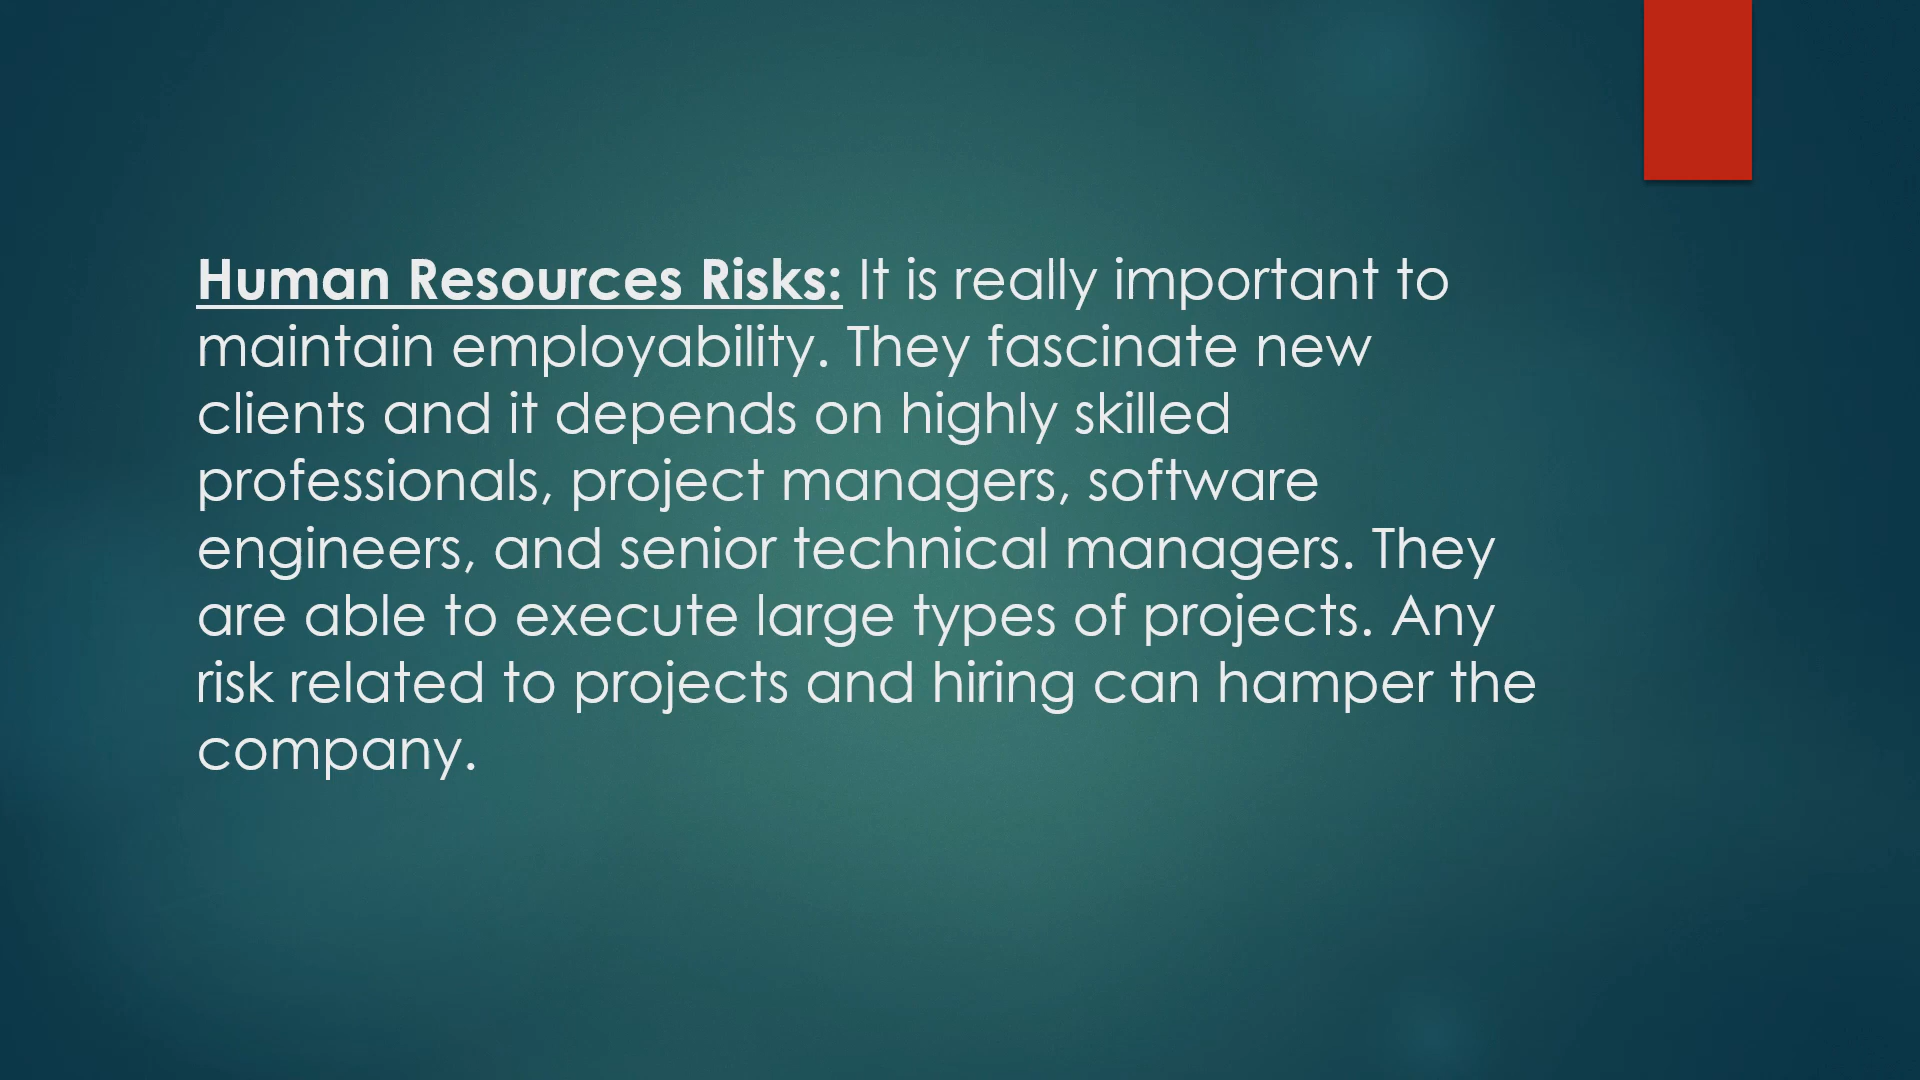 Human Resources Risks: It is really important to
maintain employability. They fascinate new
clients and it depends on highly skilled
professionals, project managers, software
engineers, and senior technical managers. They
are able to execute large types of projects. Any
risk related to projects and hiring can hamper the
company.